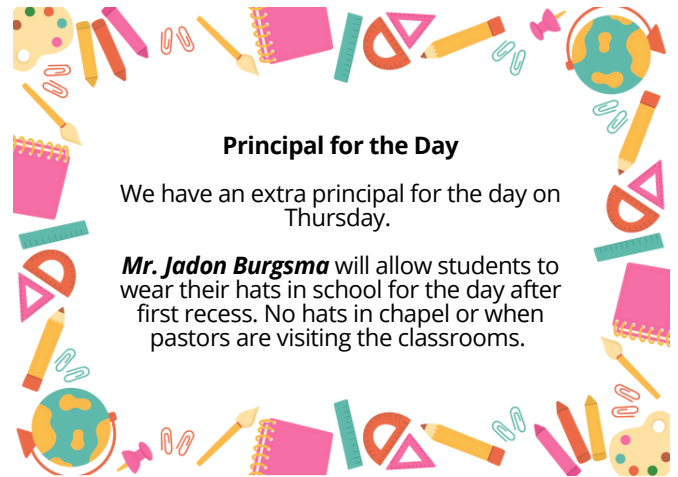 Principal for the Day
We have an extra principal for the day on
Thursday.
Mr. Jadon Burgsma will allow students to
wear their hats in school for the day after
first recess. No hats in chapel or when
pastors are visiting the classrooms.